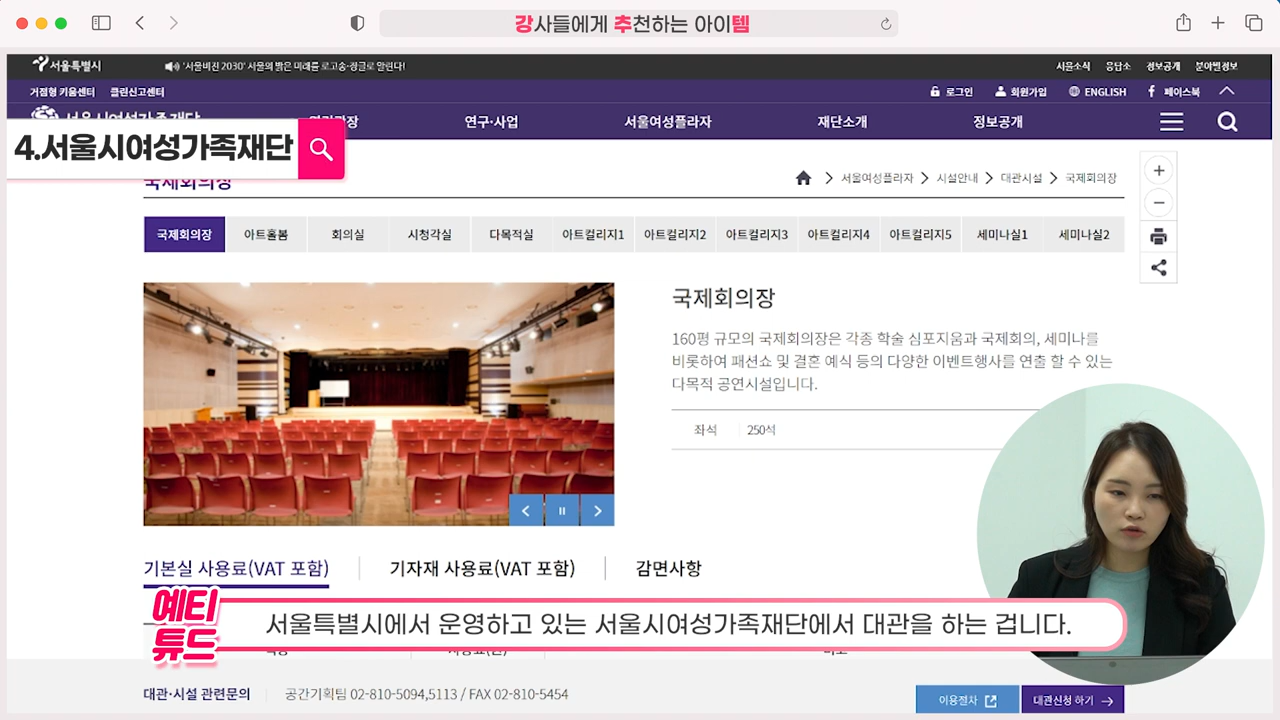 강사들에게 추천하는 아이템
서울특별시
'서울비전 2030' 서울의 밝은 미래를 로고송·징글로 알린다!
시울소식 응답소 정보공개 분야별정보
거점형 키움센터 클린신고센터
로그인 회원가입 ENGLISH 페이스북
서울시여성가족재단
연구·사업 서울여성플라자 재단소개 정보공개
4.서울시여성가족재단
국제회의장
서울여성플라자 시설안내 대관시설 국제회의장
국제회의장 아트홀봄 회의실 시청각실 다목적실 아트컬리지1 아트컬리지2 아트컬리지3 아트컬리지4 아트컬리지5 세미나실1 세미나실2
국제회의장
160평 규모의 국제회의장은 각종 학술 심포지움과 국제회의, 세미나를
비롯하여 패션쇼 및 결혼 예식 등의 다양한 이벤트행사를 연출 할 수 있는
다목적 공연시설입니다.
좌석 250석
기본실 사용료(VAT 포함) 기자재 사용료(VAT 포함) 감면사항
예티튜드
서울특별시에서 운영하고 있는 서울시여성가족재단에서 대관을 하는 겁니다.
대관·시설 관련문의 공간기획팀 02-810-5094,5113 / FAX 02-810-5454
이용절차 대관신청 하기